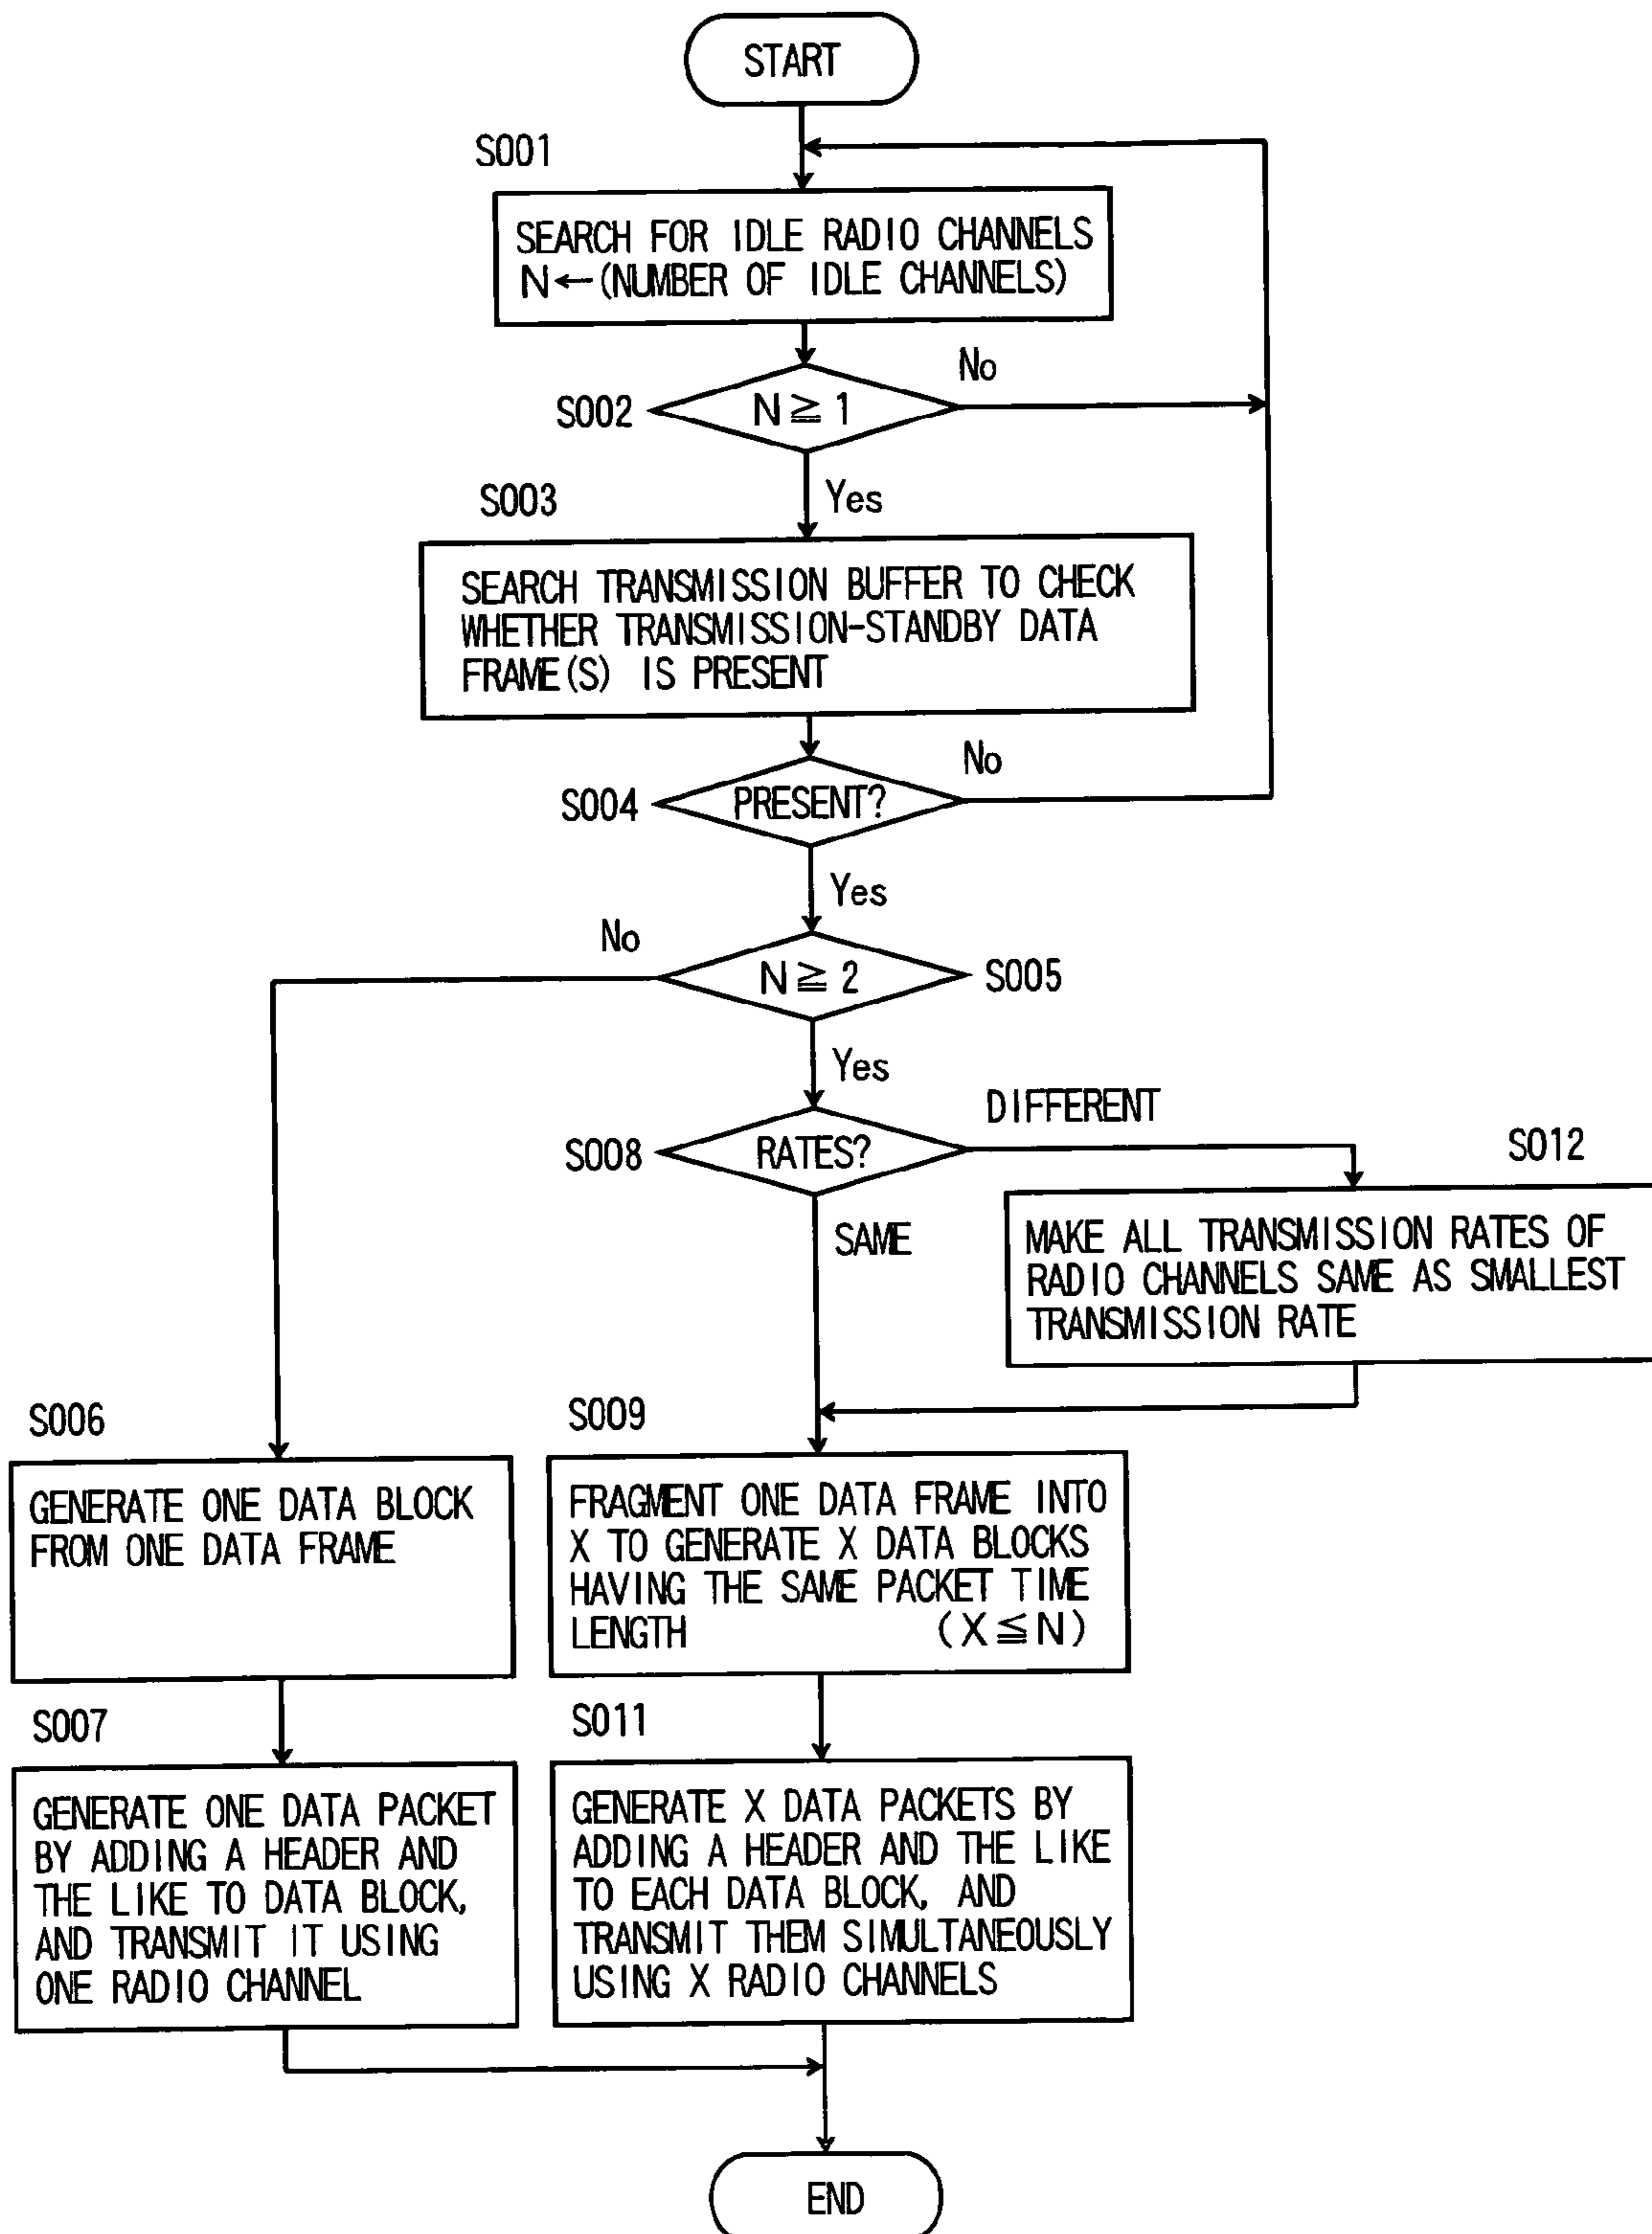 START
S001
SEARCH FOR IDLE RADIO CHANNELS
N←(NUMBER OF IDLE CHANNELS)
No
S002
N≧1
Yes
S003
SEARCH TRANSMISSION BUFFER TO CHECK
WHETHER TRANSMISSION-STANDBY DATA
FRAME(S) IS PRESENT
No
S004
PRESENT?
Yes
No
N≧2
S005
Yes
DIFFERENT
S008
RATES?
S012
SAME
MAKE ALL TRANSMISSION RATES OF
RADIO CHANNELS SAME AS SMALLEST
TRANSMISSION RATE
S006
GENERATE ONE DATA BLOCK
FROM ONE DATA FRAME
S009
FRAGMENT ONE DATA FRAME INTO
X TO GENERATE X DATA BLOCKS
HAVING THE SAME PACKET TIME
LENGTH (X≦N)
S007
GENERATE ONE DATA PACKET
BY ADDING A HEADER AND
THE LIKE TO DATA BLOCK,
AND TRANSMIT IT USING
ONE RADIO CHANNEL
S011
GENERATE X DATA PACKETS BY
ADDING A HEADER AND THE LIKE
TO EACH DATA BLOCK, AND
TRANSMIT THEM SIMULTANEOUSLY
USING X RADIO CHANNELS
END